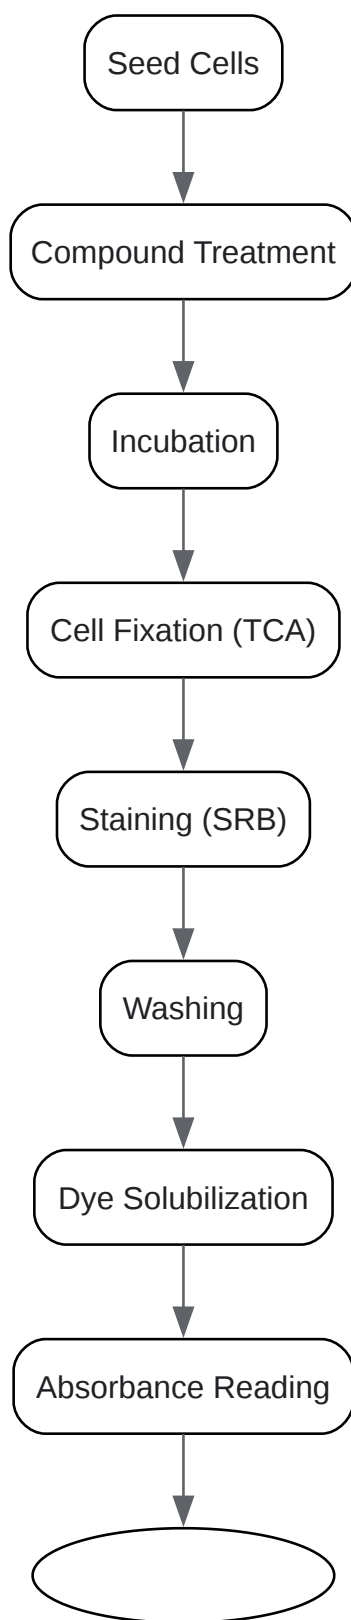 Seed Cells
Compound Treatment
Incubation
Cell Fixation (TCA)
Staining (SRB)
Washing
Dye Solubilization
Absorbance Reading